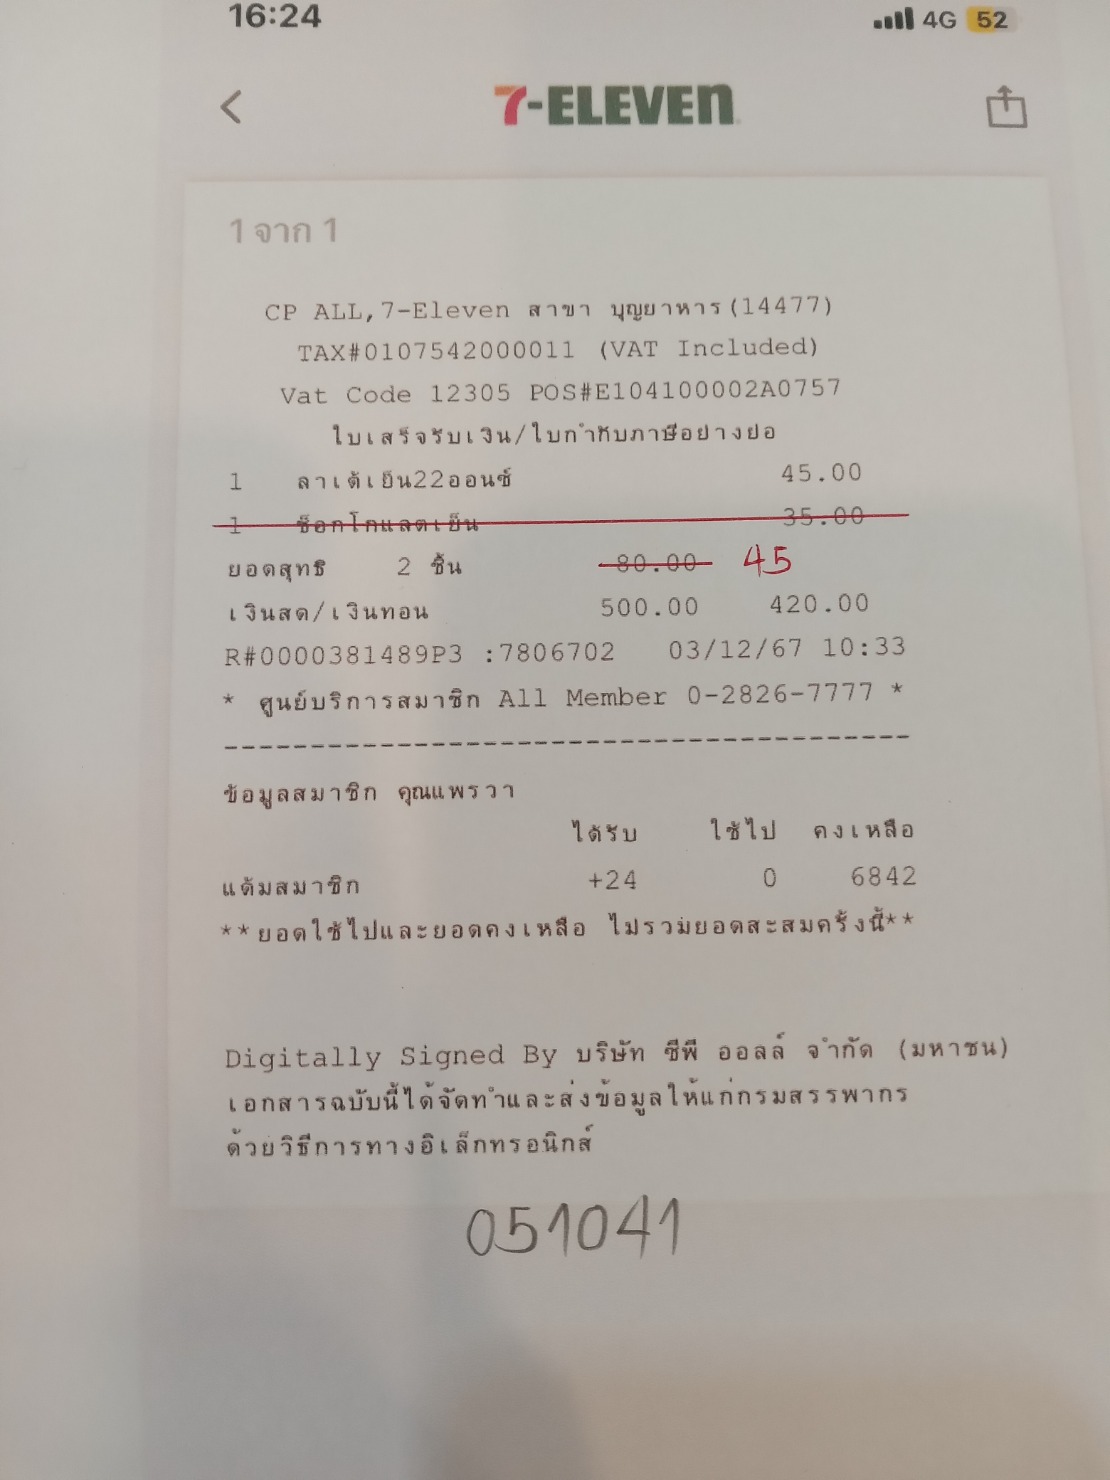 16:24 4G 52
7-ELEVEN
1 จาก 1
CP ALL,7-Eleven สาขา บุญยาหาร(14477)
TAX#0107542000011 (VAT Included)
Vat Code 12305 POS#E104100002A0757
ใบเสร็จรับเงิน/ใบกำกับภาษีอย่างย่อ
1 ลาเต้เย็น22ออนซ์ 45.00
1 ช็อกโกแลตเย็น 35.00
ยอดสุทธิ 2 ชิ้น 80.00 45
เงินสด/เงินทอน 500.00 420.00
R#0000381489P3 :7806702 03/12/67 10:33
* ศูนย์บริการสมาชิก All Member 0-2826-7777 *
----------------------------------------
ข้อมูลสมาชิก คุณแพรวา
ได้รับ ใช้ไป คงเหลือ
แต้มสมาชิก +24 0 6842
**ยอดใช้ไปและยอดคงเหลือ ไม่รวมยอดสะสมครั้งนี้**
Digitally Signed By บริษัท ซีพี ออลล์ จำกัด (มหาชน)
เอกสารฉบับนี้ได้จัดทำและส่งข้อมูลให้แก่กรมสรรพากร
ด้วยวิธีการทางอิเล็กทรอนิกส์
051041